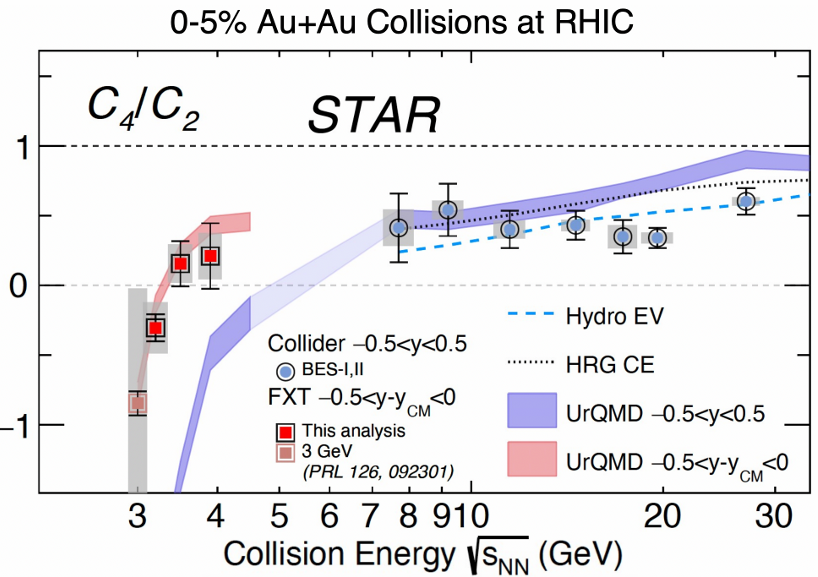 0-5% Au+Au Collisions at RHIC
C4/C2
STAR
1
0
−1
Collider −0.5<y<0.5
BES-I,II
FXT −0.5<y-yCM<0
This analysis
3 GeV
(PRL 126, 092301)
Hydro EV
HRG CE
UrQMD −0.5<y<0.5
UrQMD −0.5<y-yCM<0
3 4 5 6 7 8 910 20 30
Collision Energy √sNN (GeV)